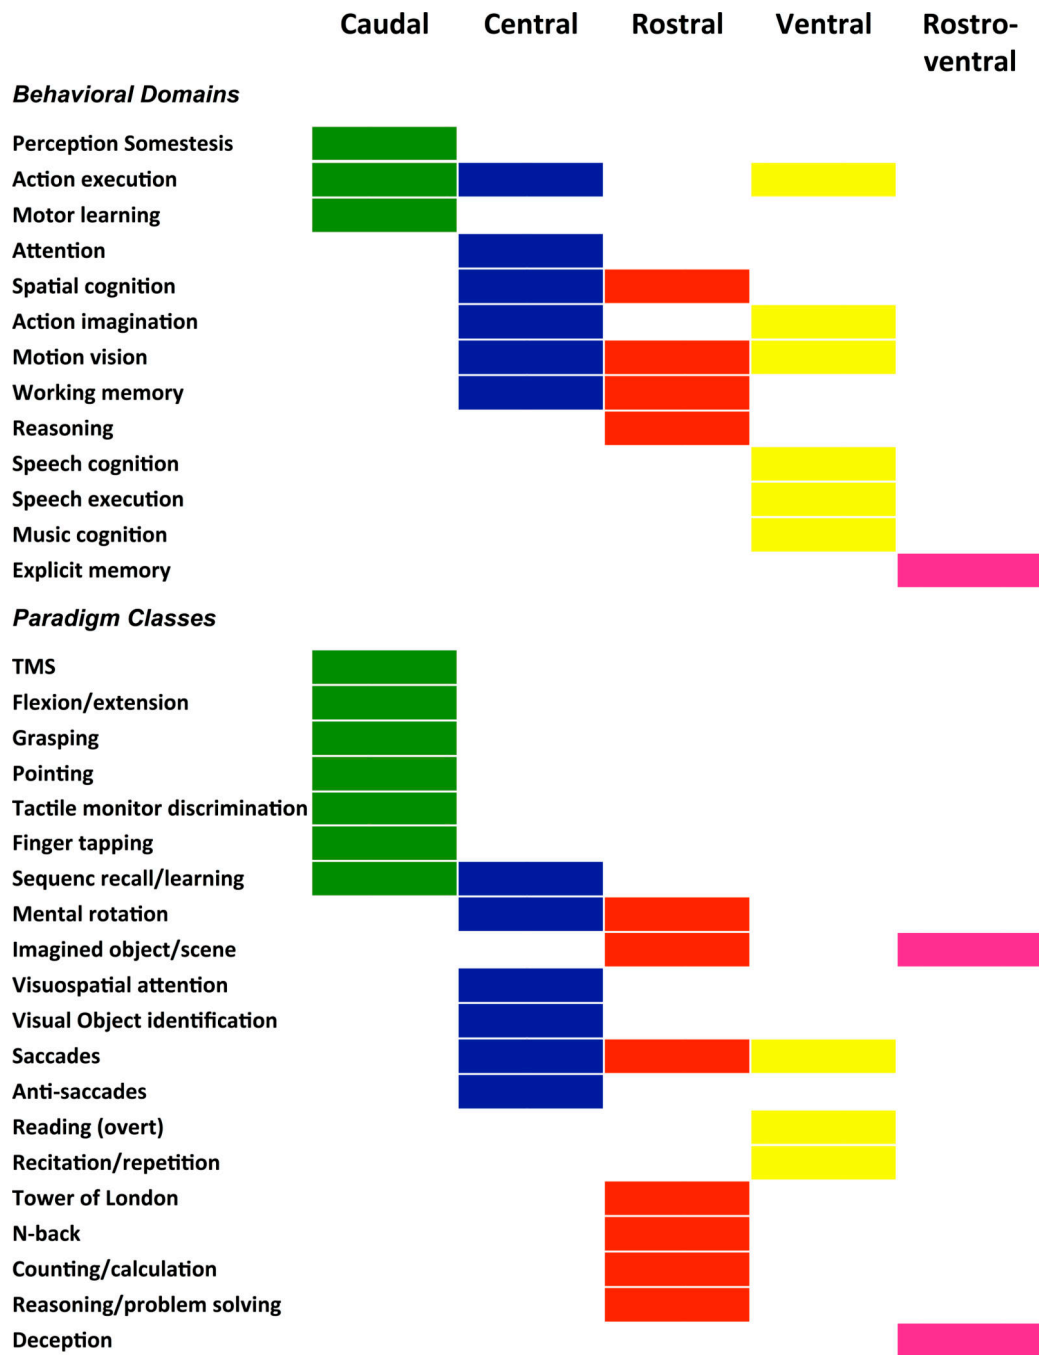 Caudal Central Rostral Ventral Rostro-
ventral
Behavioral Domains
Perception Somestesis
Action execution
Motor learning
Attention
Spatial cognition
Action imagination
Motion vision
Working memory
Reasoning
Speech cognition
Speech execution
Music cognition
Explicit memory
Paradigm Classes
TMS
Flexion/extension
Grasping
Pointing
Tactile monitor discrimination
Finger tapping
Sequenc recall/learning
Mental rotation
Imagined object/scene
Visuospatial attention
Visual Object identification
Saccades
Anti-saccades
Reading (overt)
Recitation/repetition
Tower of London
N-back
Counting/calculation
Reasoning/problem solving
Deception